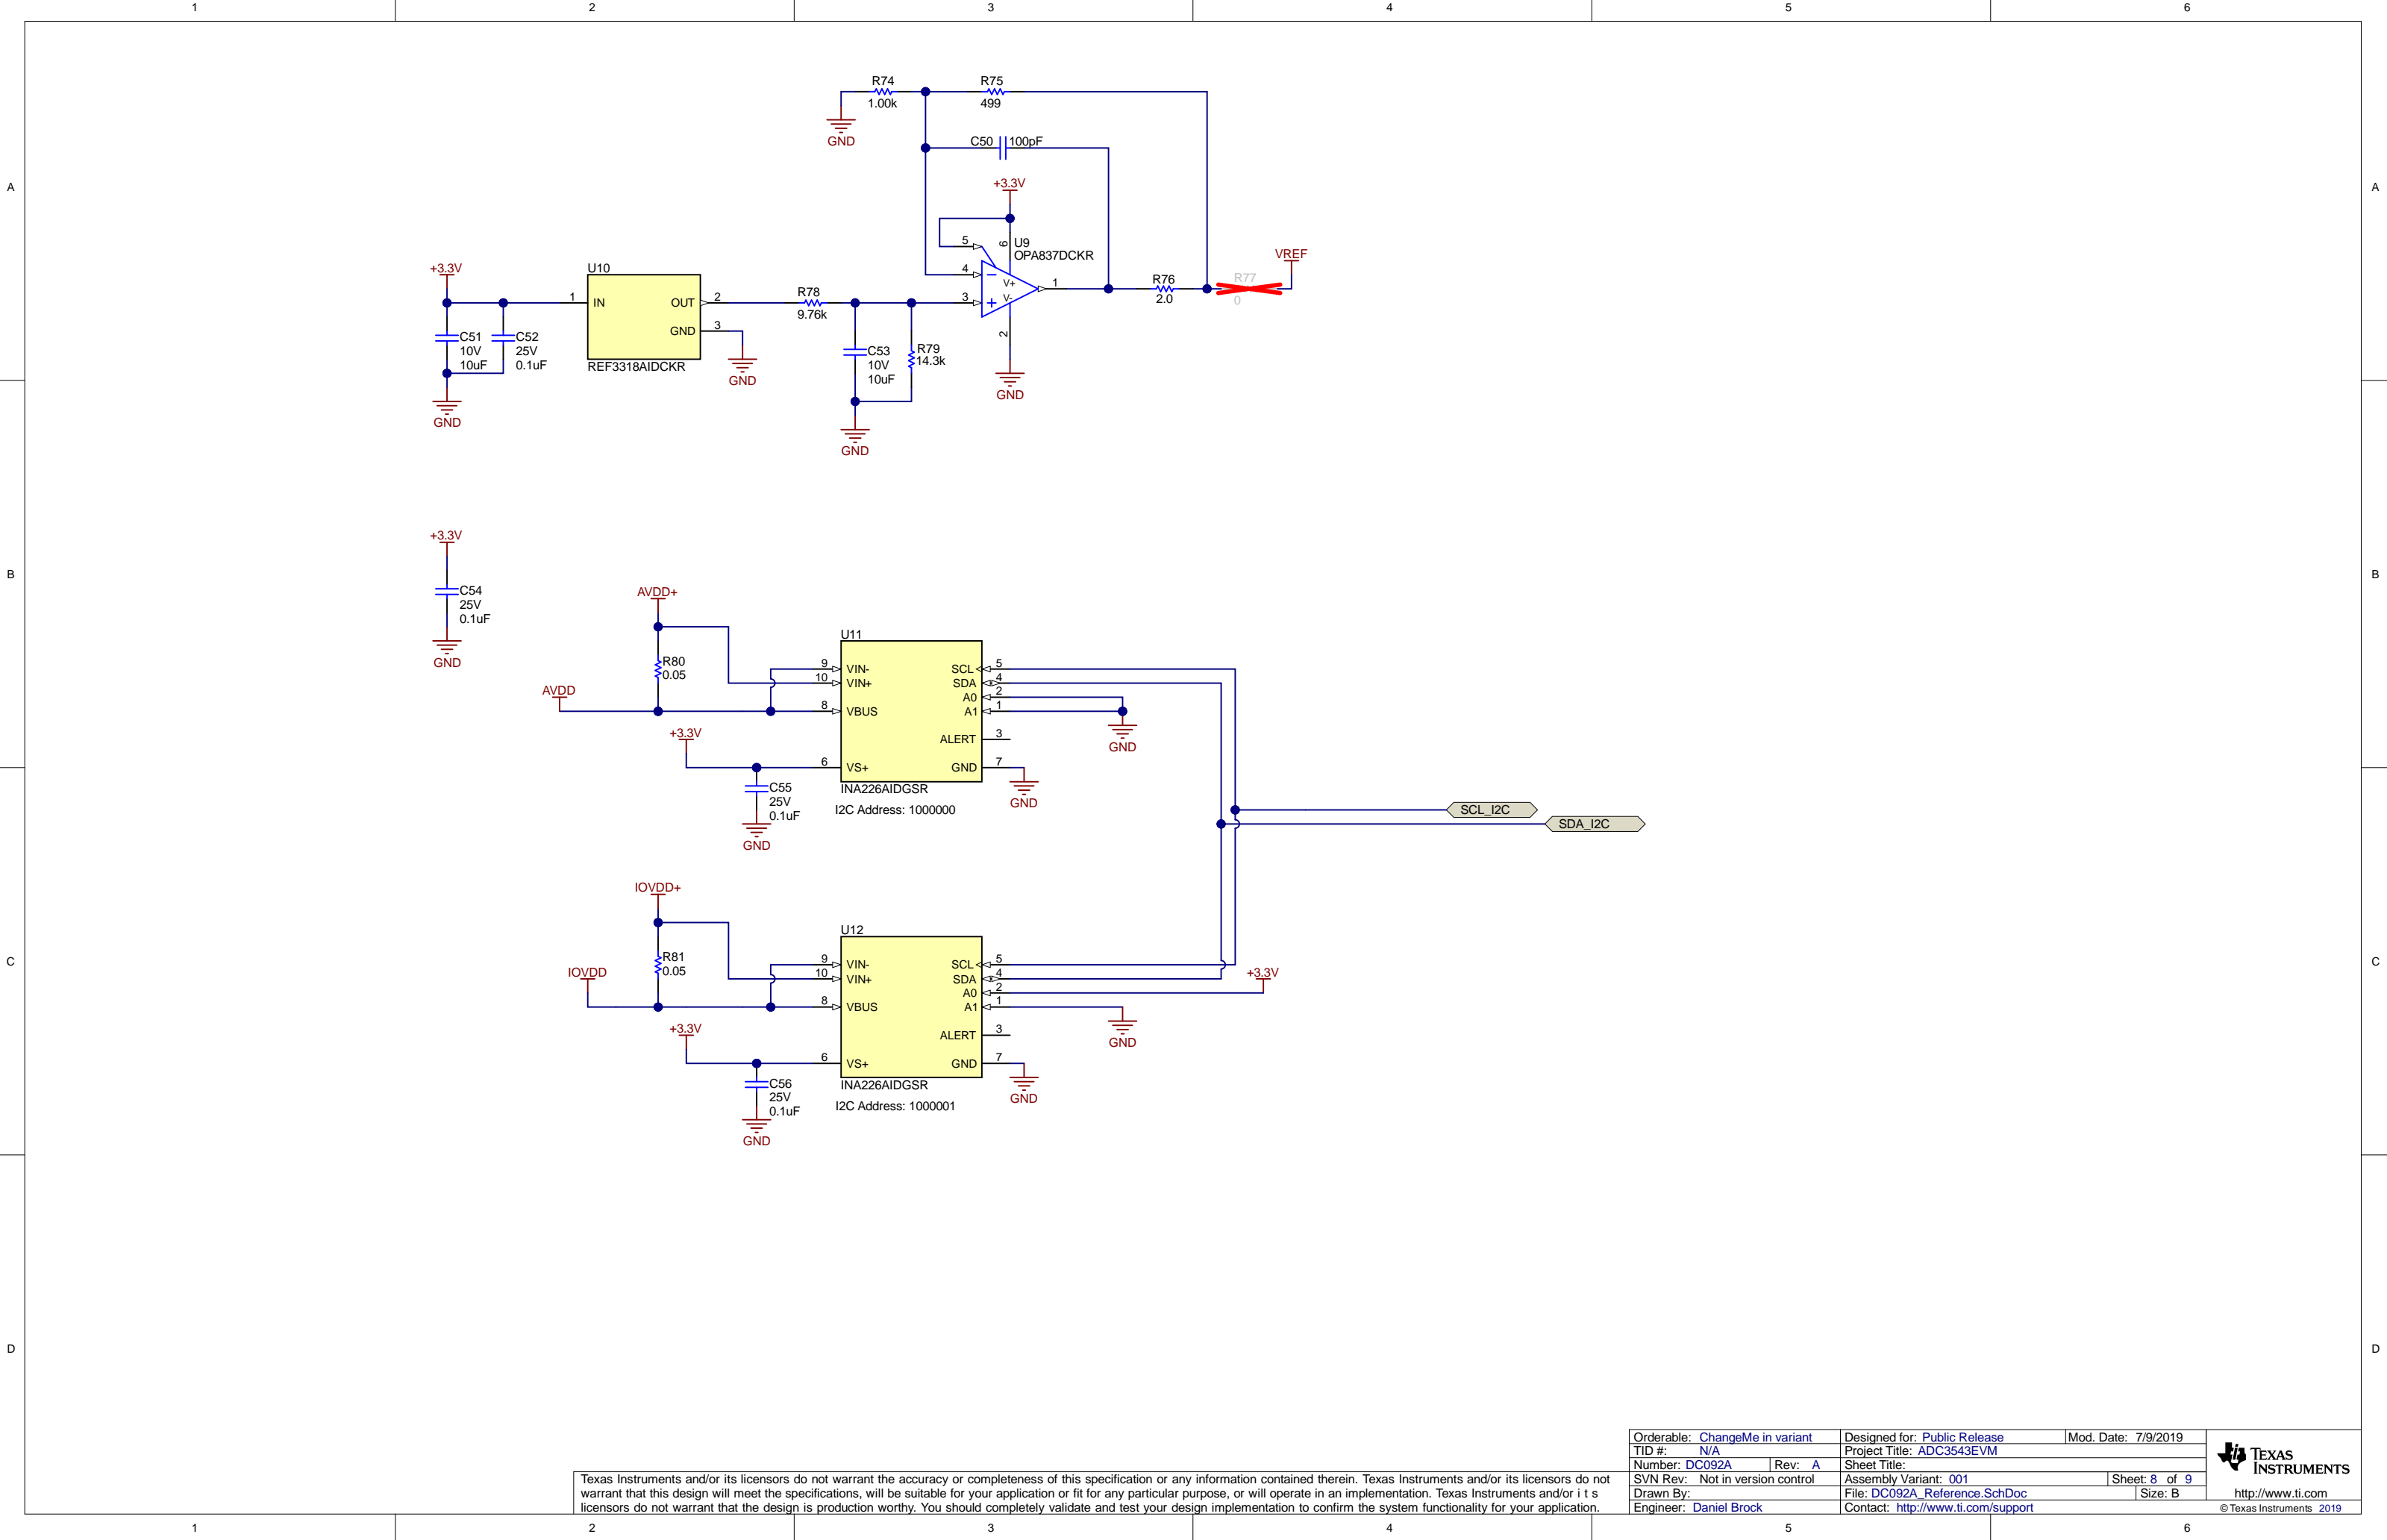 1 2 3 4 5 6
A
A
R74
1.00k
R75
499
GND
C50
100pF
+3.3V
U9
OPA837DCKR
5
6
4
3
V+
V-
1
2
GND
R76
2.0
R77
0
VREF
+3.3V
C51
10V
10uF
C52
25V
0.1uF
GND
U10
1
IN
OUT
2
GND
3
REF3318AIDCKR
GND
R78
9.76k
C53
10V
10uF
R79
14.3k
GND
B
B
+3.3V
C54
25V
0.1uF
GND
AVDD+
R80
0.05
AVDD
+3.3V
C55
25V
0.1uF
GND
U11
9 VIN-
10 VIN+
8 VBUS
6 VS+
SCL 5
SDA 4
A0 2
A1 1
ALERT 3
GND 7
INA226AIDGSR
I2C Address: 1000000
GND
GND
SCL_I2C
SDA_I2C
C
C
IOVDD+
R81
0.05
IOVDD
+3.3V
C56
25V
0.1uF
GND
U12
9 VIN-
10 VIN+
8 VBUS
6 VS+
SCL 5
SDA 4
A0 2
A1 1
ALERT 3
GND 7
INA226AIDGSR
I2C Address: 1000001
+3.3V
GND
GND
D
D
Texas Instruments and/or its licensors do not warrant the accuracy or completeness of this specification or any information contained therein. Texas Instruments and/or its licensors do not
warrant that this design will meet the specifications, will be suitable for your application or fit for any particular purpose, or will operate in an implementation. Texas Instruments and/or i t s
licensors do not warrant that the design is production worthy. You should completely validate and test your design implementation to confirm the system functionality for your application.
Orderable: ChangeMe in variant
TID #: N/A
Number: DC092A Rev: A
SVN Rev: Not in version control
Drawn By:
Engineer: Daniel Brock
Designed for: Public Release Mod. Date: 7/9/2019
Project Title: ADC3543EVM
Sheet Title:
Assembly Variant: 001 Sheet: 8 of 9
File: DC092A_Reference.SchDoc Size: B
Contact: http://www.ti.com/support
TEXAS
INSTRUMENTS
http://www.ti.com
© Texas Instruments 2019
1 2 3 4 5 6